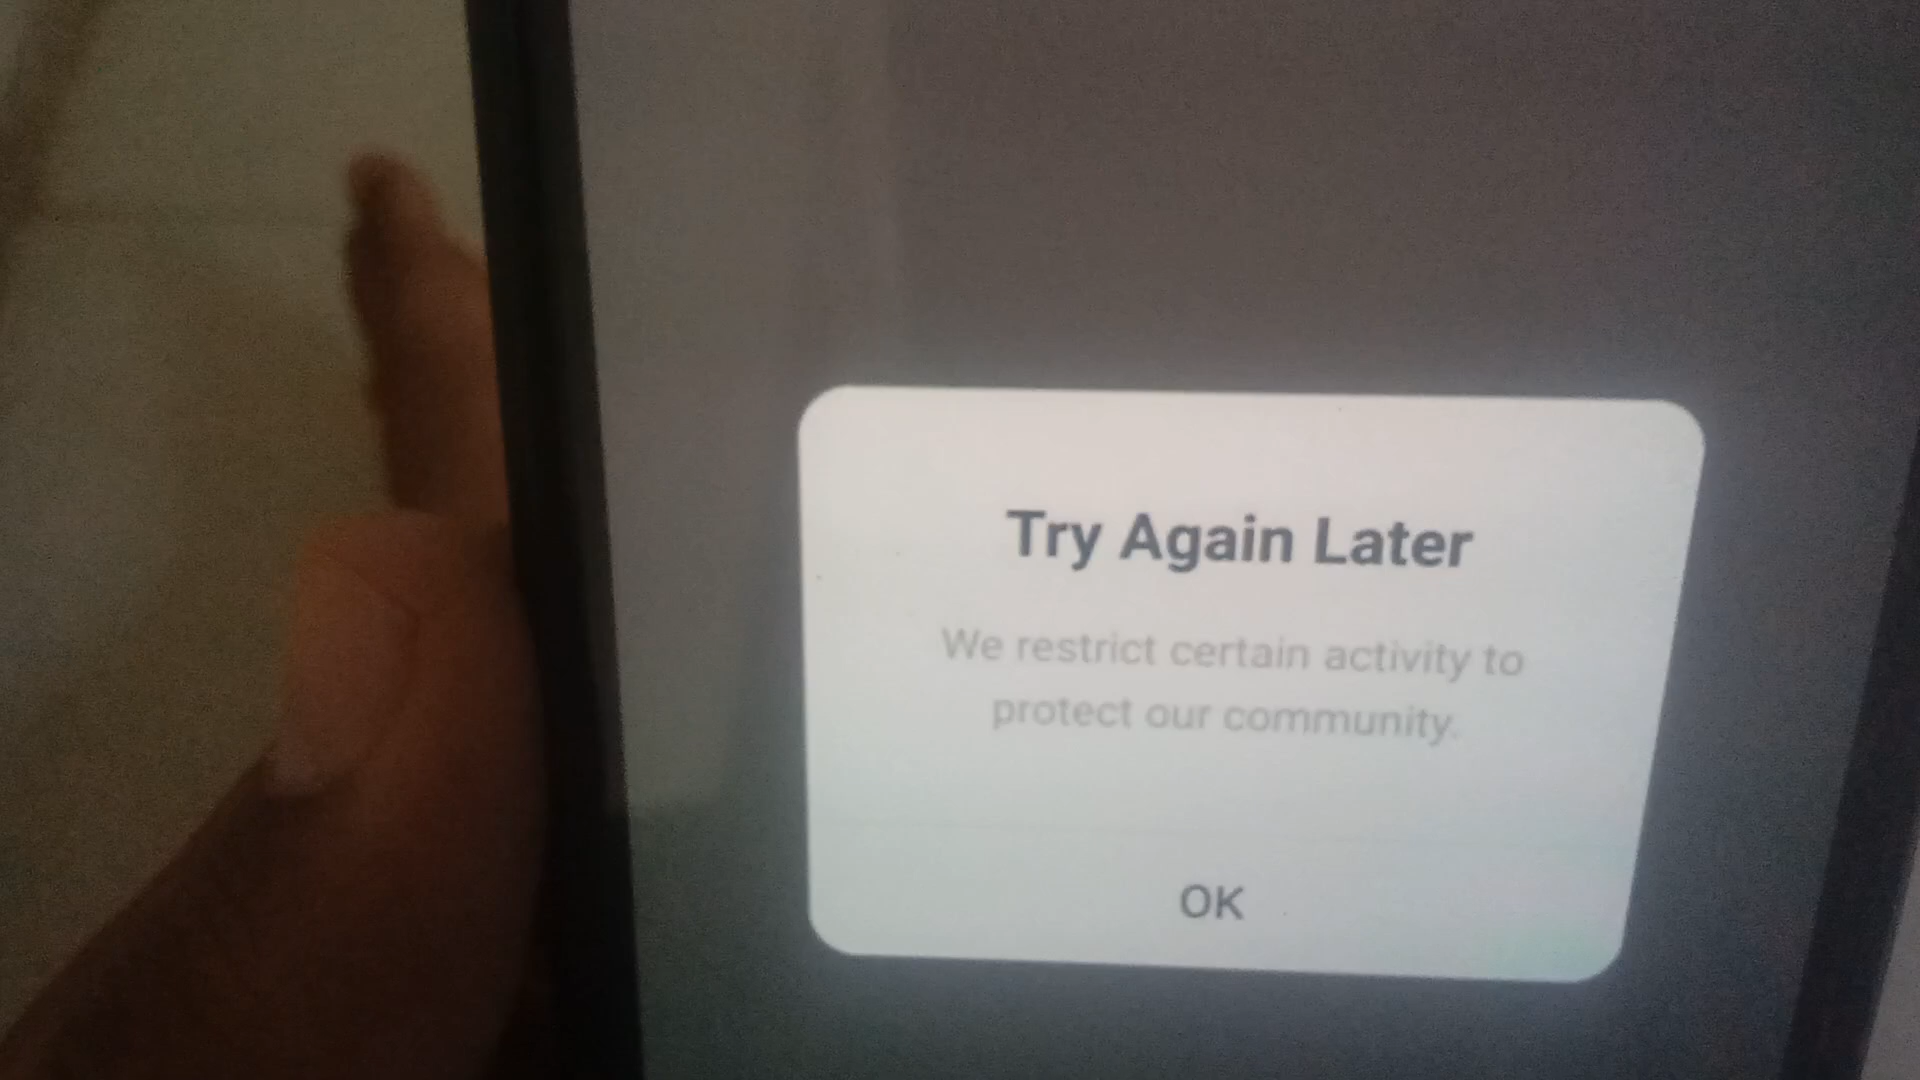 Try Again Later
We restrict certain activity to
protect our community.
OK